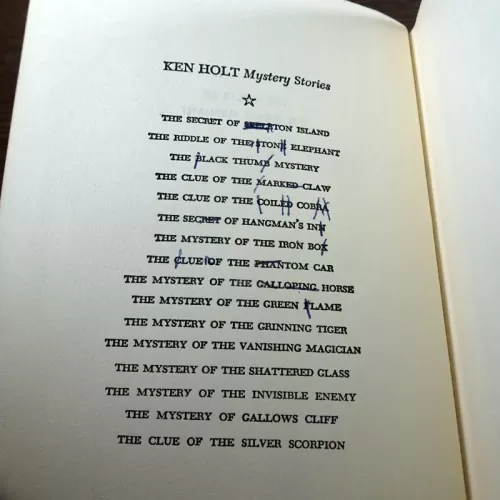 KEN HOLT Mystery Stories
THE SECRET OF SKELETON ISLAND
THE RIDDLE OF THE STONE ELEPHANT
THE BLACK THUMB MYSTERY
THE CLUE OF THE MARKED CLAW
THE CLUE OF THE COILED COBRA
THE SECRET OF HANGMAN'S INN
THE MYSTERY OF THE IRON BOX
THE CLUE OF THE PHANTOM CAR
THE MYSTERY OF THE GALLOPING HORSE
THE MYSTERY OF THE GREEN FLAME
THE MYSTERY OF THE GRINNING TIGER
THE MYSTERY OF THE VANISHING MAGICIAN
THE MYSTERY OF THE SHATTERED GLASS
THE MYSTERY OF THE INVISIBLE ENEMY
THE MYSTERY OF GALLOWS CLIFF
THE CLUE OF THE SILVER SCORPION